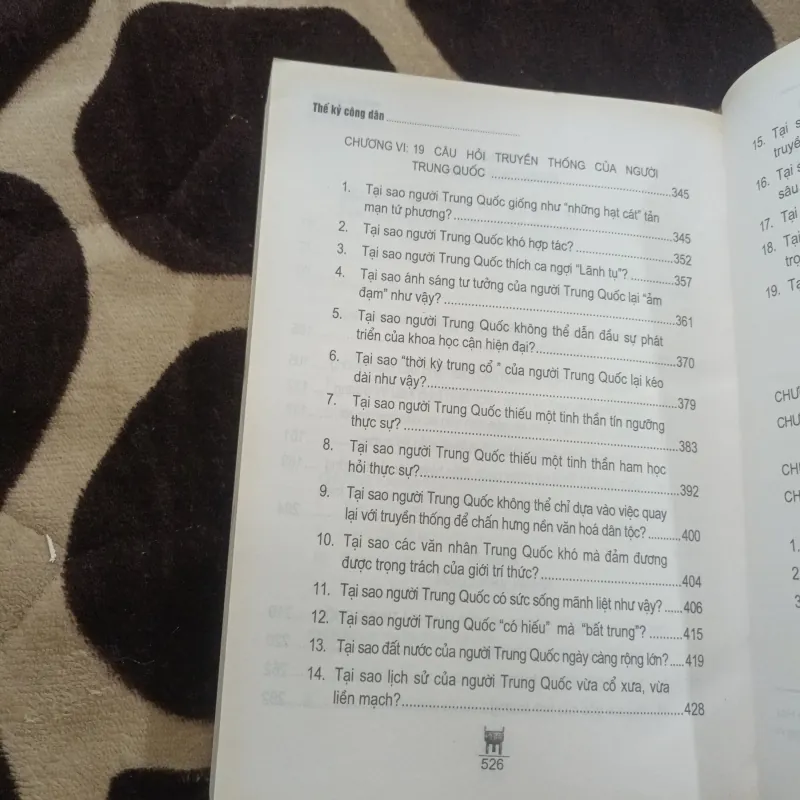 Thế kỷ công dân ........................................
CHƯƠNG VI: 19 CÂU HỎI TRUYỀN THỐNG CỦA NGƯỜI
TRUNG QUỐC ........................................345
1. Tại sao người Trung Quốc giống như “những hạt cát” tản
mạn tứ phương?........................................345
2. Tại sao người Trung Quốc khó hợp tác? ....................352
3. Tại sao người Trung Quốc thích ca ngợi “Lãnh tụ”? ..........357
4. Tại sao ánh sáng tư tưởng của người Trung Quốc lại “ảm
đạm” như vậy? ........................................361
5. Tại sao người Trung Quốc không thể dẫn đầu sự phát
triển của khoa học cận hiện đại?..............................370
6. Tại sao “thời kỳ trung cổ ” của người Trung Quốc lại kéo
dài như vậy?........................................379
7. Tại sao người Trung Quốc thiếu một tinh thần tín ngưỡng
thực sự? ........................................383
8. Tại sao người Trung Quốc thiếu một tinh thần ham học
hỏi thực sự?........................................392
9. Tại sao người Trung Quốc không thể chỉ dựa vào việc quay
lại với truyền thống để chấn hưng nền văn hoá dân tộc? ..........400
10. Tại sao các văn nhân Trung Quốc khó mà đảm đương
được trọng trách của giới trí thức? ....................404
11. Tại sao người Trung Quốc có sức sống mãnh liệt như vậy? ......406
12. Tại sao người Trung Quốc “có hiếu” mà “bất trung”? ..........415
13. Tại sao đất nước của người Trung Quốc ngày càng rộng lớn?.....419
14. Tại sao lịch sử của người Trung Quốc vừa cổ xưa, vừa
liền mạch?........................................428
526
15. Tại
truyề
16. Tại
sâu
17. Tại
18. Tại
trọ
19. Tạ
CHƯ
CHƯ
CH
CH
1.
2
3